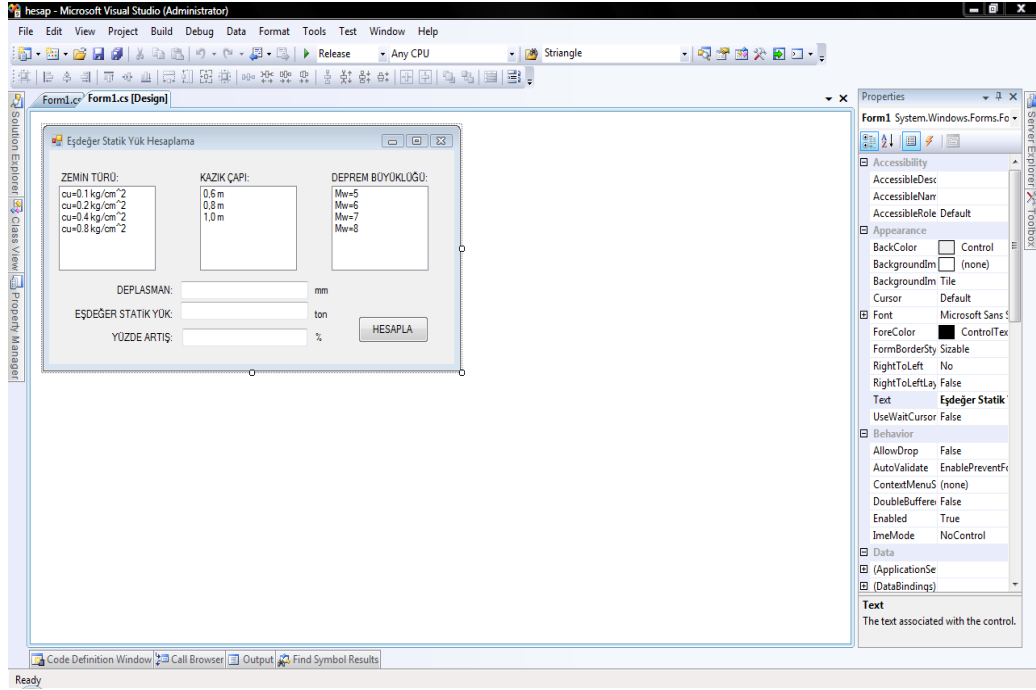 hesap - Microsoft Visual Studio (Administrator)
File Edit View Project Build Debug Data Format Tools Test Window Help
Release Any CPU Striangle
Form1.cs Form1.cs [Design]
Solution Explorer
Class View
Property Manager
Eşdeğer Statik Yük Hesaplama
ZEMİN TÜRÜ: KAZIK ÇAPI: DEPREM BÜYÜKLÜĞÜ:
cu=0.1 kg/cm^2 0,6 m Mw=5
cu=0.2 kg/cm^2 0,8 m Mw=6
cu=0.4 kg/cm^2 1,0 m Mw=7
cu=0.8 kg/cm^2 Mw=8
DEPLASMAN: mm
EŞDEĞER STATİK YÜK: ton
YÜZDE ARTIŞ: %
HESAPLA
Properties
Form1 System.Windows.Forms.Fo
Accessibility
AccessibleDesc
AccessibleNam
AccessibleRole Default
Appearance
BackColor Control
BackgroundIm (none)
BackgroundIm Tile
Cursor Default
Font Microsoft Sans S
ForeColor ControlTex
FormBorderSty Sizable
RightToLeft No
RightToLeftLay False
Text Eşdeğer Statik
UseWaitCursor False
Behavior
AllowDrop False
AutoValidate EnablePreventFo
ContextMenuS (none)
DoubleBuffered False
Enabled True
ImeMode NoControl
Data
(ApplicationSe
(DataBindings)
Text
The text associated with the control.
Server Explorer
Toolbox
Code Definition Window Call Browser Output Find Symbol Results
Ready